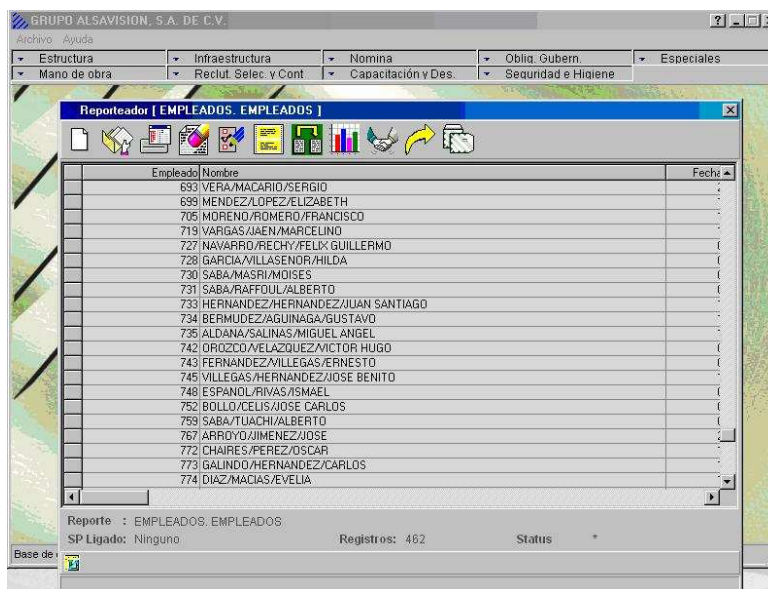 GRUPO ALSAVISION, S.A. DE C.V.
Archivo Ayuda
Estructura Infraestructura Nomina Oblig. Gubern. Especiales
Mano de obra Reclut. Selec. y Cont Capacitación y Des. Seguridad e Higiene
Reporteador [ EMPLEADOS. EMPLEADOS ]
Empleado Nombre Fecha
693 VERA/MACARIO/SERGIO
699 MENDEZ/LOPEZ/ELIZABETH
705 MORENO/ROMERO/FRANCISCO
719 VARGAS/JAEN/MARCELINO
727 NAVARRO/RECHY/FELIX GUILLERMO
728 GARCIA/VILLASENOR/HILDA
730 SABA/MASRI/MOISES
731 SABA/RAFFOUL/ALBERTO
733 HERNANDEZ/HERNANDEZ/JUAN SANTIAGO
734 BERMUDEZ/AGUINAGA/GUSTAVO
735 ALDANA/SALINAS/MIGUEL ANGEL
742 OROZCO/VELAZQUEZ/VICTOR HUGO
743 FERNANDEZ/VILLEGAS/ERNESTO
745 VILLEGAS/HERNANDEZ/JOSE BENITO
748 ESPANOL/RIVAS/ISMAEL
752 BOLLO/CELIS/JOSE CARLOS
759 SABA/TUACHI/ALBERTO
767 ARROYO/JIMENEZ/JOSE
772 CHAIRES/PEREZ/OSCAR
773 GALINDO/HERNANDEZ/CARLOS
774 DIAZ/MACIAS/EVELIA
Reporte : EMPLEADOS. EMPLEADOS
SP Ligado: Ninguno Registros: 462 Status *
Base de